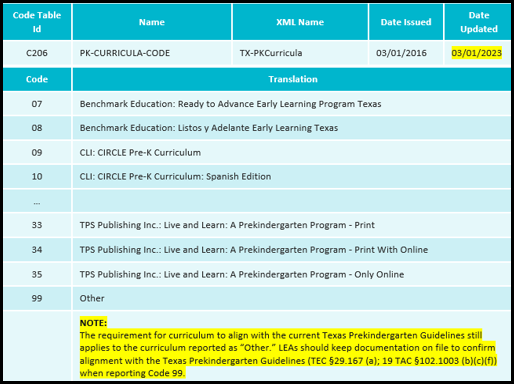 Code Table Id Name XML Name Date Issued Date Updated
C206 PK-CURRICULA-CODE TX-PKCurricula 03/01/2016 03/01/2023
Code Translation
07 Benchmark Education: Ready to Advance Early Learning Program Texas
08 Benchmark Education: Listos y Adelante Early Learning Texas
09 CLI: CIRCLE Pre-K Curriculum
10 CLI: CIRCLE Pre-K Curriculum: Spanish Edition
...
33 TPS Publishing Inc.: Live and Learn: A Prekindergarten Program - Print
34 TPS Publishing Inc.: Live and Learn: A Prekindergarten Program - Print With Online
35 TPS Publishing Inc.: Live and Learn: A Prekindergarten Program - Only Online
99 Other
NOTE:
The requirement for curriculum to align with the current Texas Prekindergarten Guidelines still
applies to the curriculum reported as “Other.” LEAs should keep documentation on file to confirm
alignment with the Texas Prekindergarten Guidelines (TEC §29.167 (a); 19 TAC §102.1003 (b)(c)(f))
when reporting Code 99.